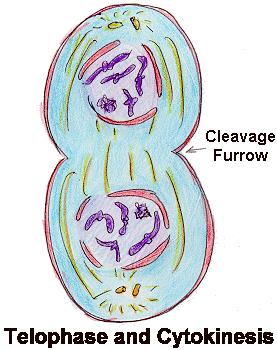 Cleavage
Furrow
Telophase and Cytokinesis